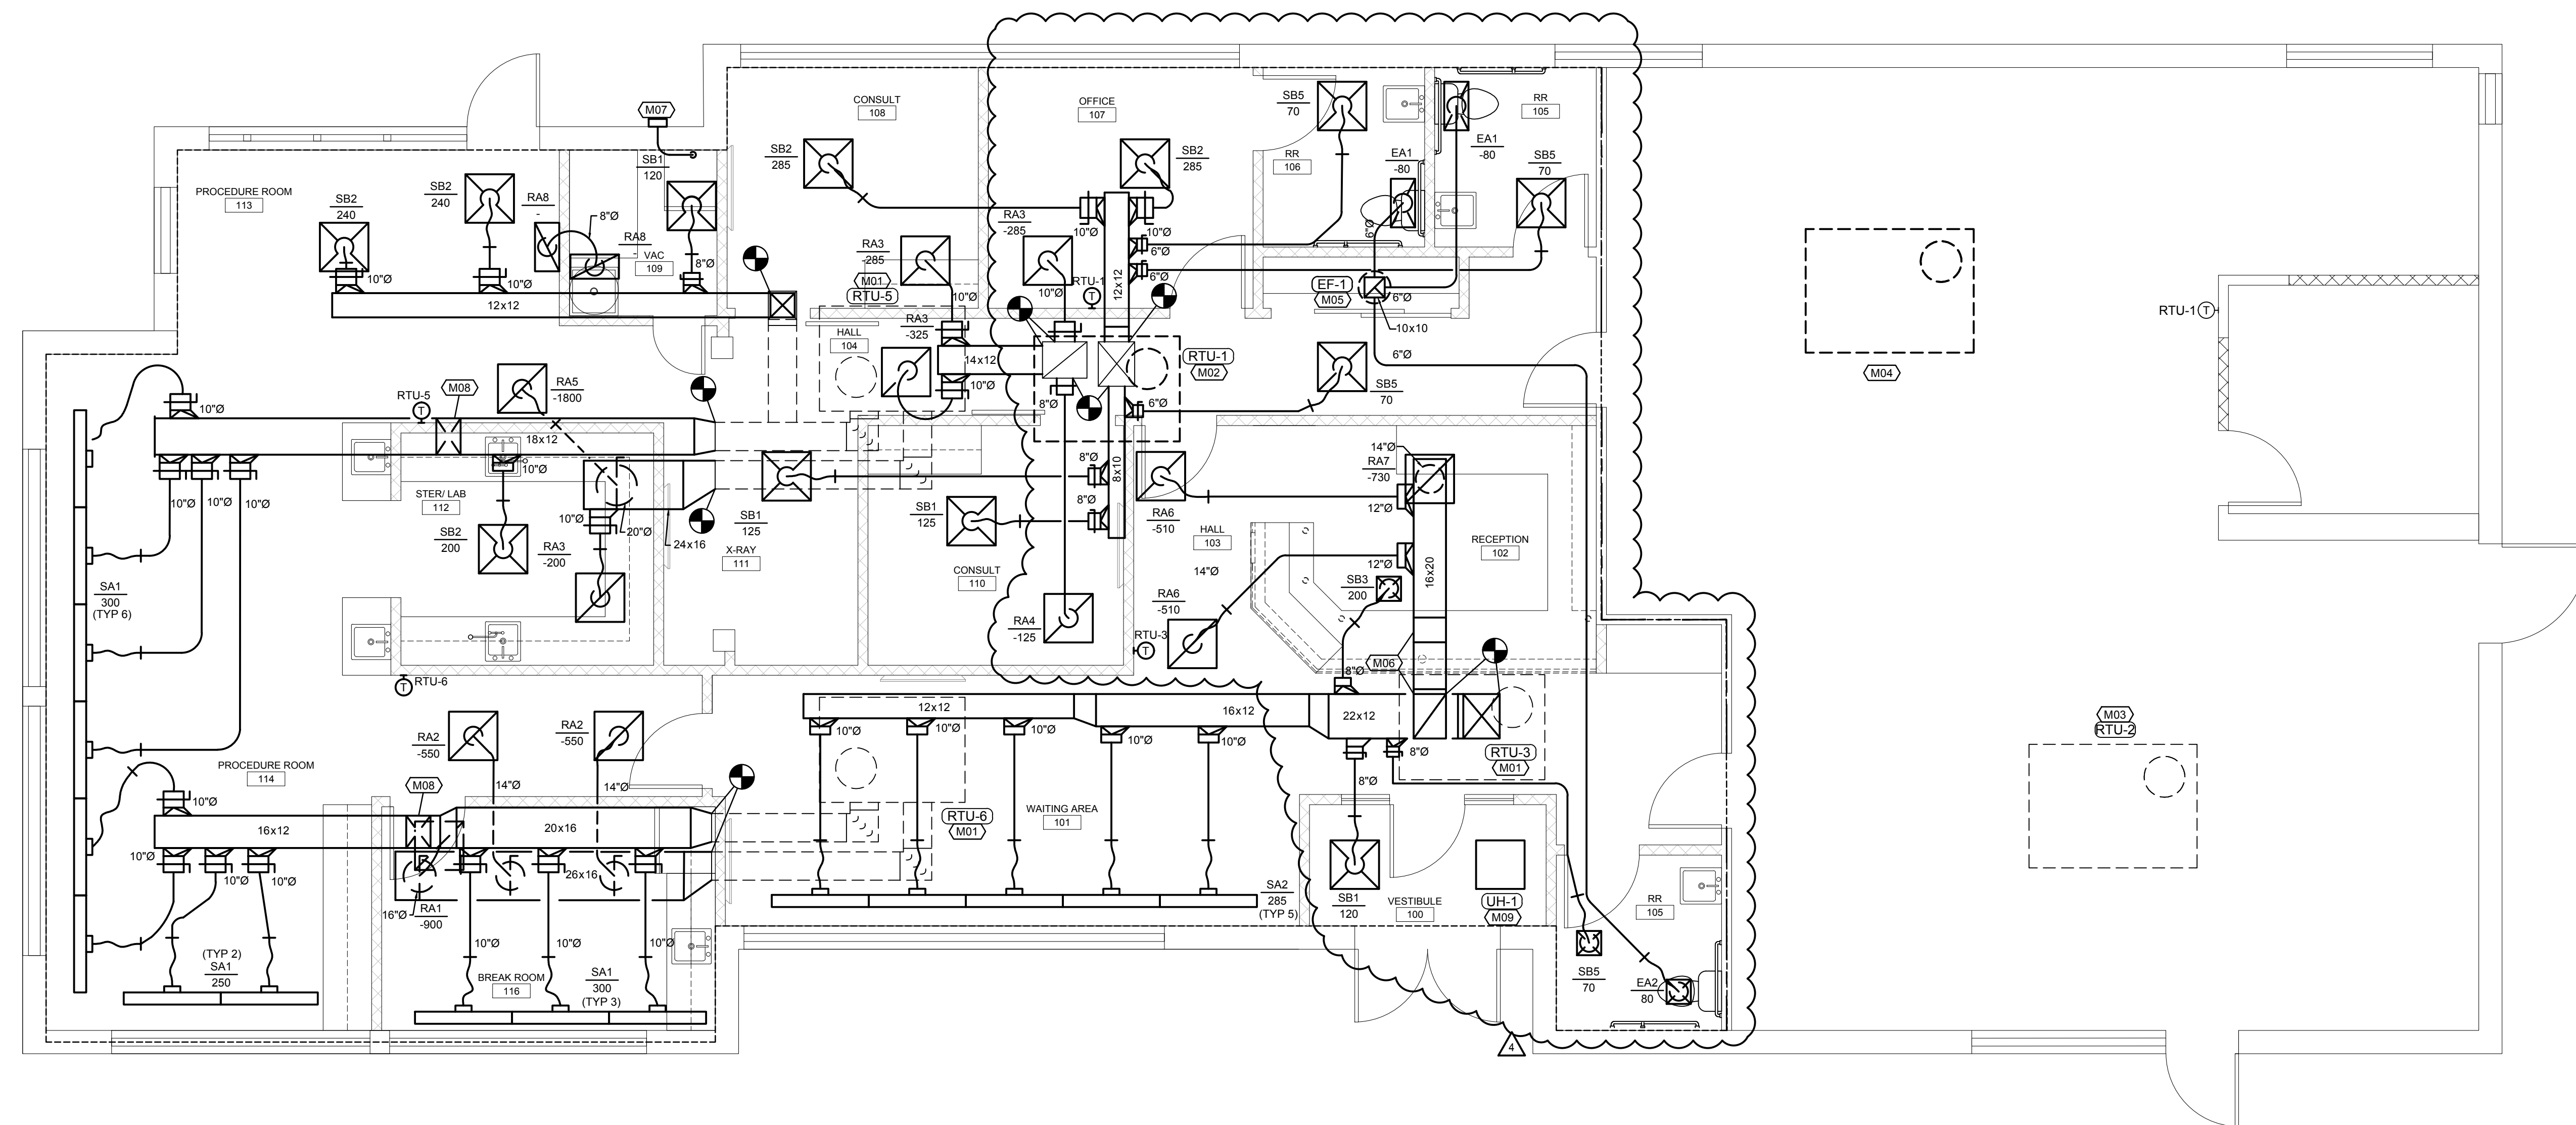 M07
CONSULT
108
OFFICE
107
SB5
70
RR
105
EA1
-80
SB2
285
SB2
285
RR
106
EA1
-80
SB5
70
SB1
120
PROCEDURE ROOM
113
SB2
240
SB2
240
RA8
-
8"Ø
RA8
-
VAC
109
8"Ø
10"Ø
10"Ø
12x12
RA3
-285
RA3
-285
M01
RTU-5
10"Ø
10"Ø
10"Ø
10"Ø
6"Ø
6"Ø
12x12
RTU-1
T
6"Ø
EF-1
M05
6"Ø
10x10
6"Ø
RTU-1
T
RA3
-325
HALL
104
14x12
10"Ø
8"Ø
RTU-1
M02
6"Ø
SB5
70
M04
RTU-5
T
M08
RA5
-1800
10"Ø
18x12
10"Ø
10"Ø
10"Ø
10"Ø
STER/ LAB
112
SB2
200
RA3
-200
10"Ø
20"Ø
24x16
SB1
125
X-RAY
111
SB1
125
8"Ø
8"Ø
8x10
CONSULT
110
RA6
-510
14"Ø
RA7
-730
12"Ø
12"Ø
HALL
103
14"Ø
RECEPTION
102
16x20
SB3
200
RA6
-510
SA1
300
(TYP 6)
RA4
-125
RTU-3
T
M06
8"Ø
T
RTU-6
RA2
-550
RA2
-550
12x12
16x12
22x12
10"Ø
10"Ø
10"Ø
10"Ø
10"Ø
8"Ø
8"Ø
RTU-3
M01
M03
RTU-2
PROCEDURE ROOM
114
M08
14"Ø
14"Ø
10"Ø
16x12
20x16
RTU-6
M01
WAITING AREA
101
10"Ø
10"Ø
10"Ø
26x16
16"Ø
RA1
-900
SA2
285
(TYP 5)
SB1
120
VESTIBULE
100
UH-1
M09
RR
105
(TYP 2)
SA1
250
10"Ø
10"Ø
10"Ø
BREAK ROOM
116
SA1
300
(TYP 3)
SB5
70
EA2
80
4